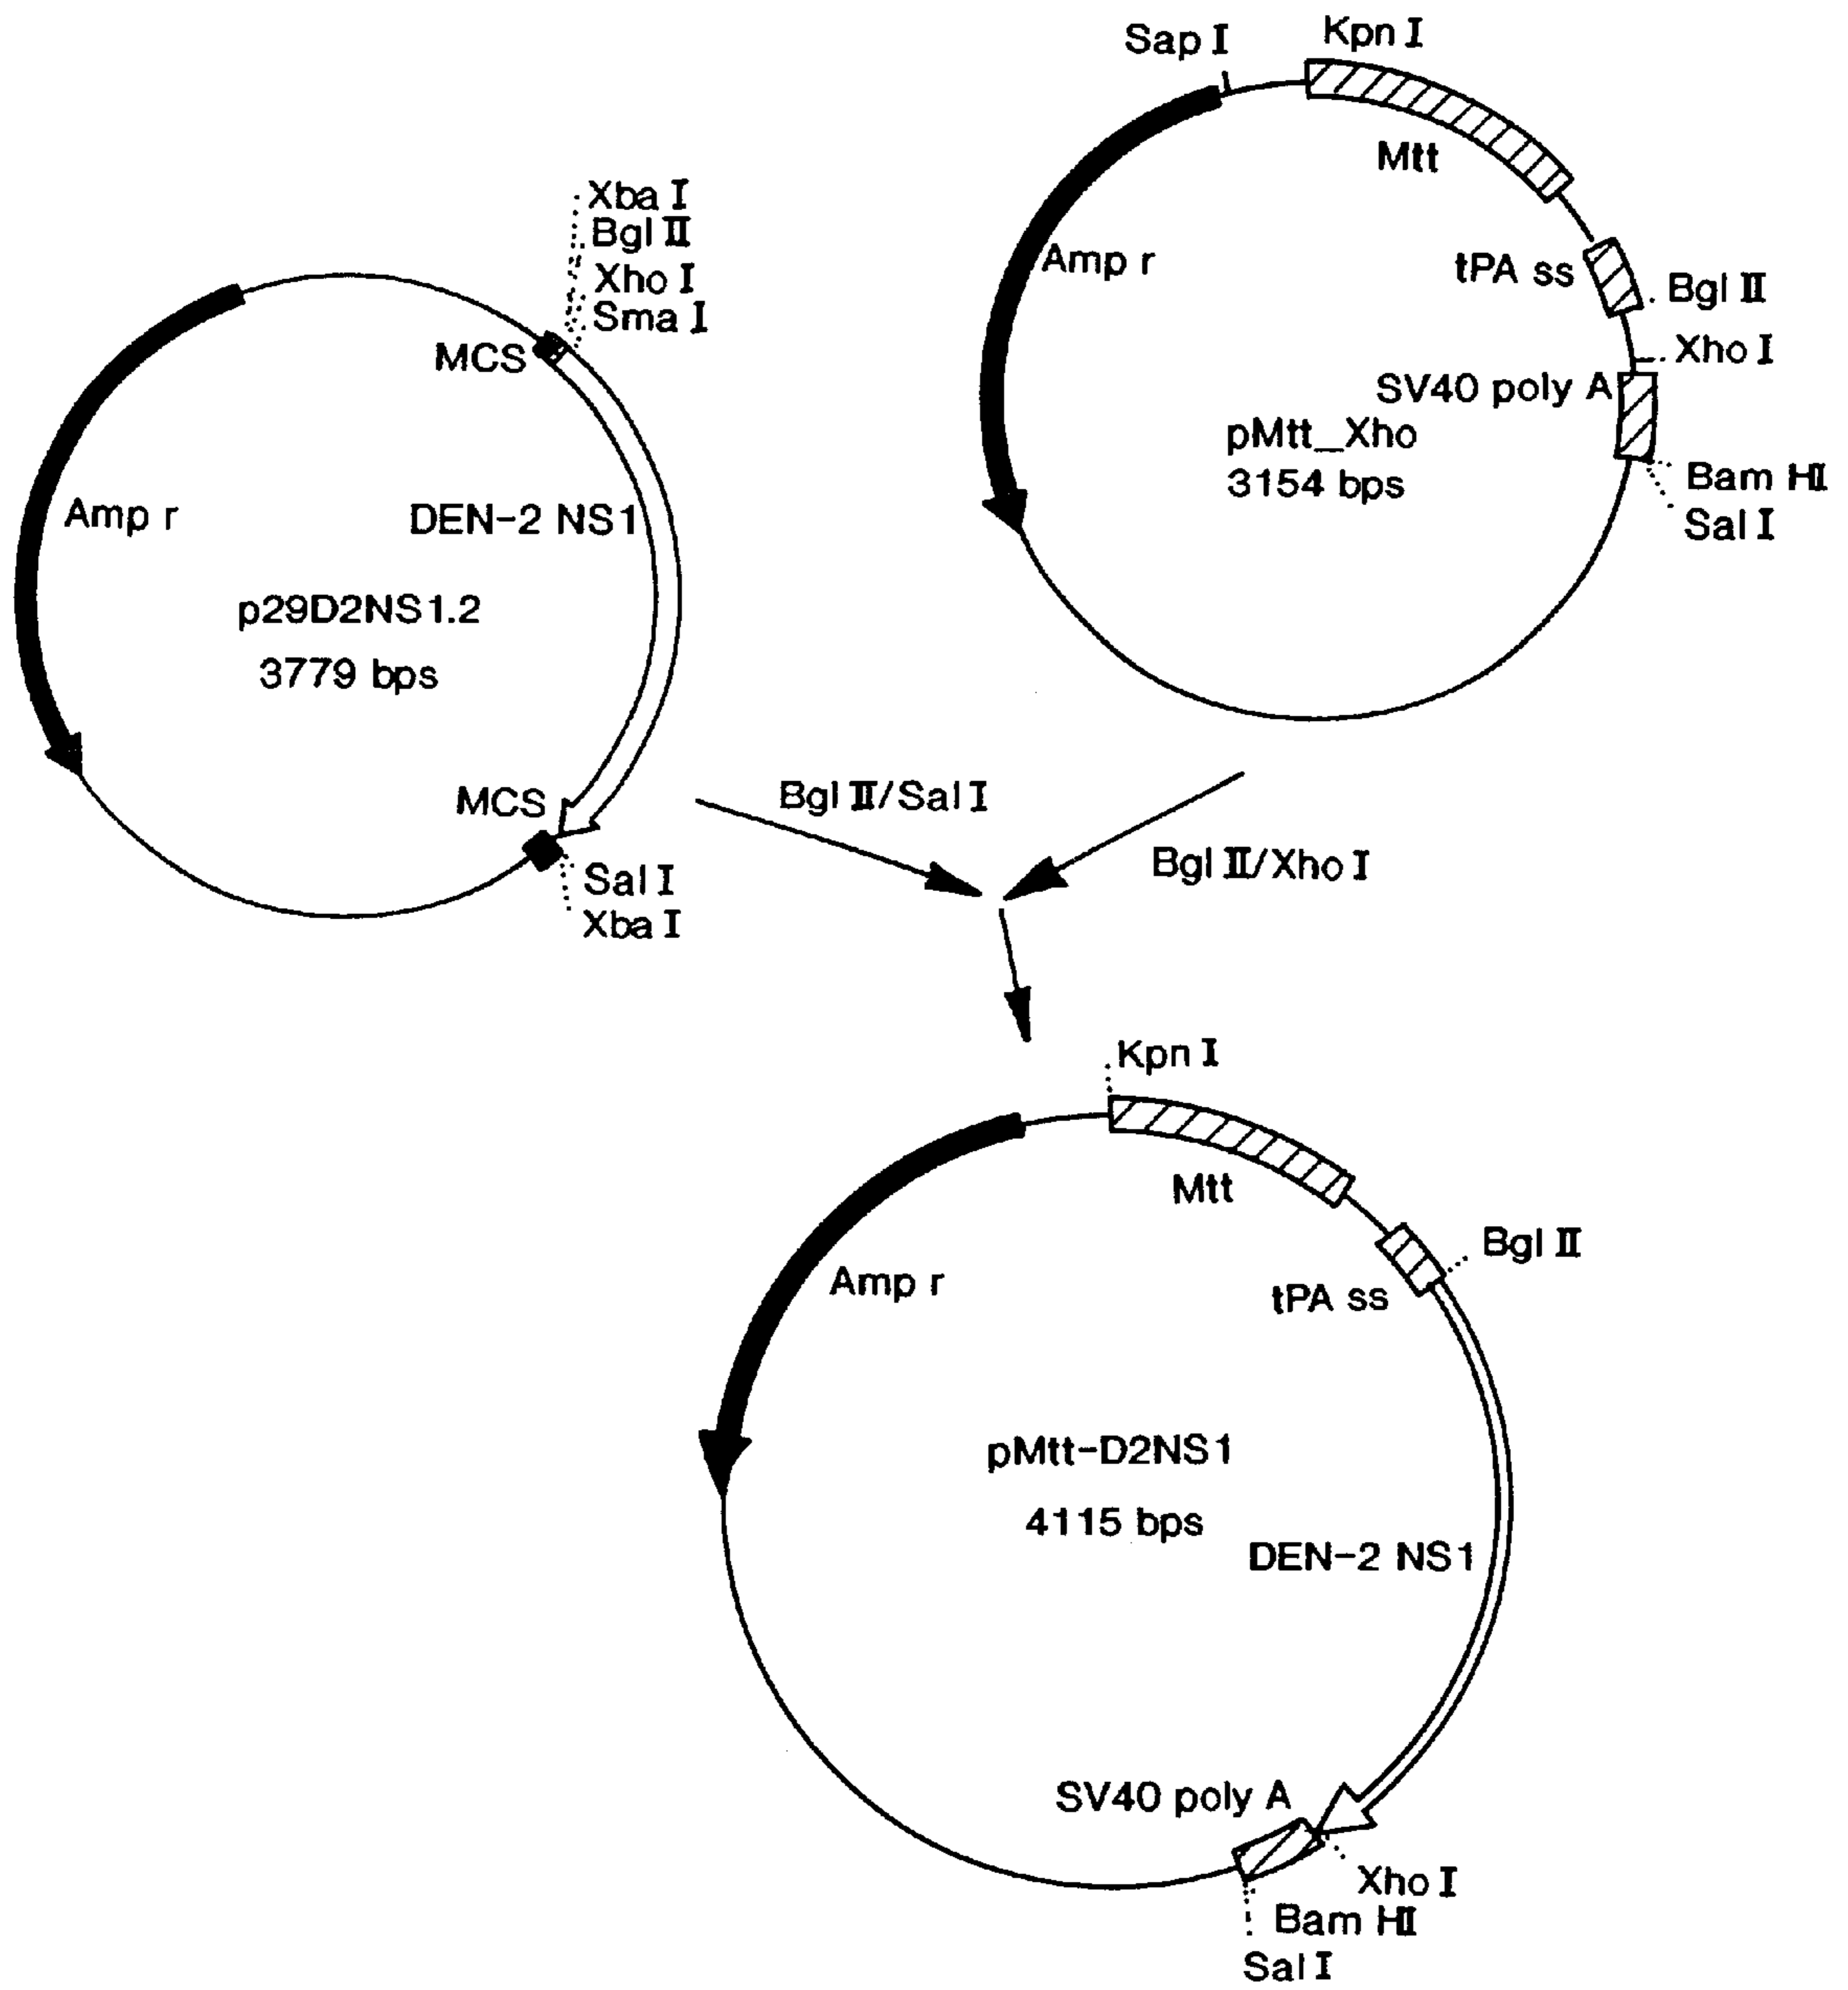 Xba I
Bgl II
Xho I
Sma I
MCS
Amp r
DEN-2 NS1
p29D2NS1.2
3779 bps
MCS
Sal I
Xba I
Sap I
Kpn I
Mtt
Amp r
tPA ss
Bgl II
Xho I
SV40 poly A
pMtt_Xho
3154 bps
Bam HI
Sal I
Bgl II/Sal I
Bgl II/Xho I
Kpn I
Mtt
Bgl II
Amp r
tPA ss
pMtt-D2NS1
4115 bps
DEN-2 NS1
SV40 poly A
Xho I
Bam HI
Sal I